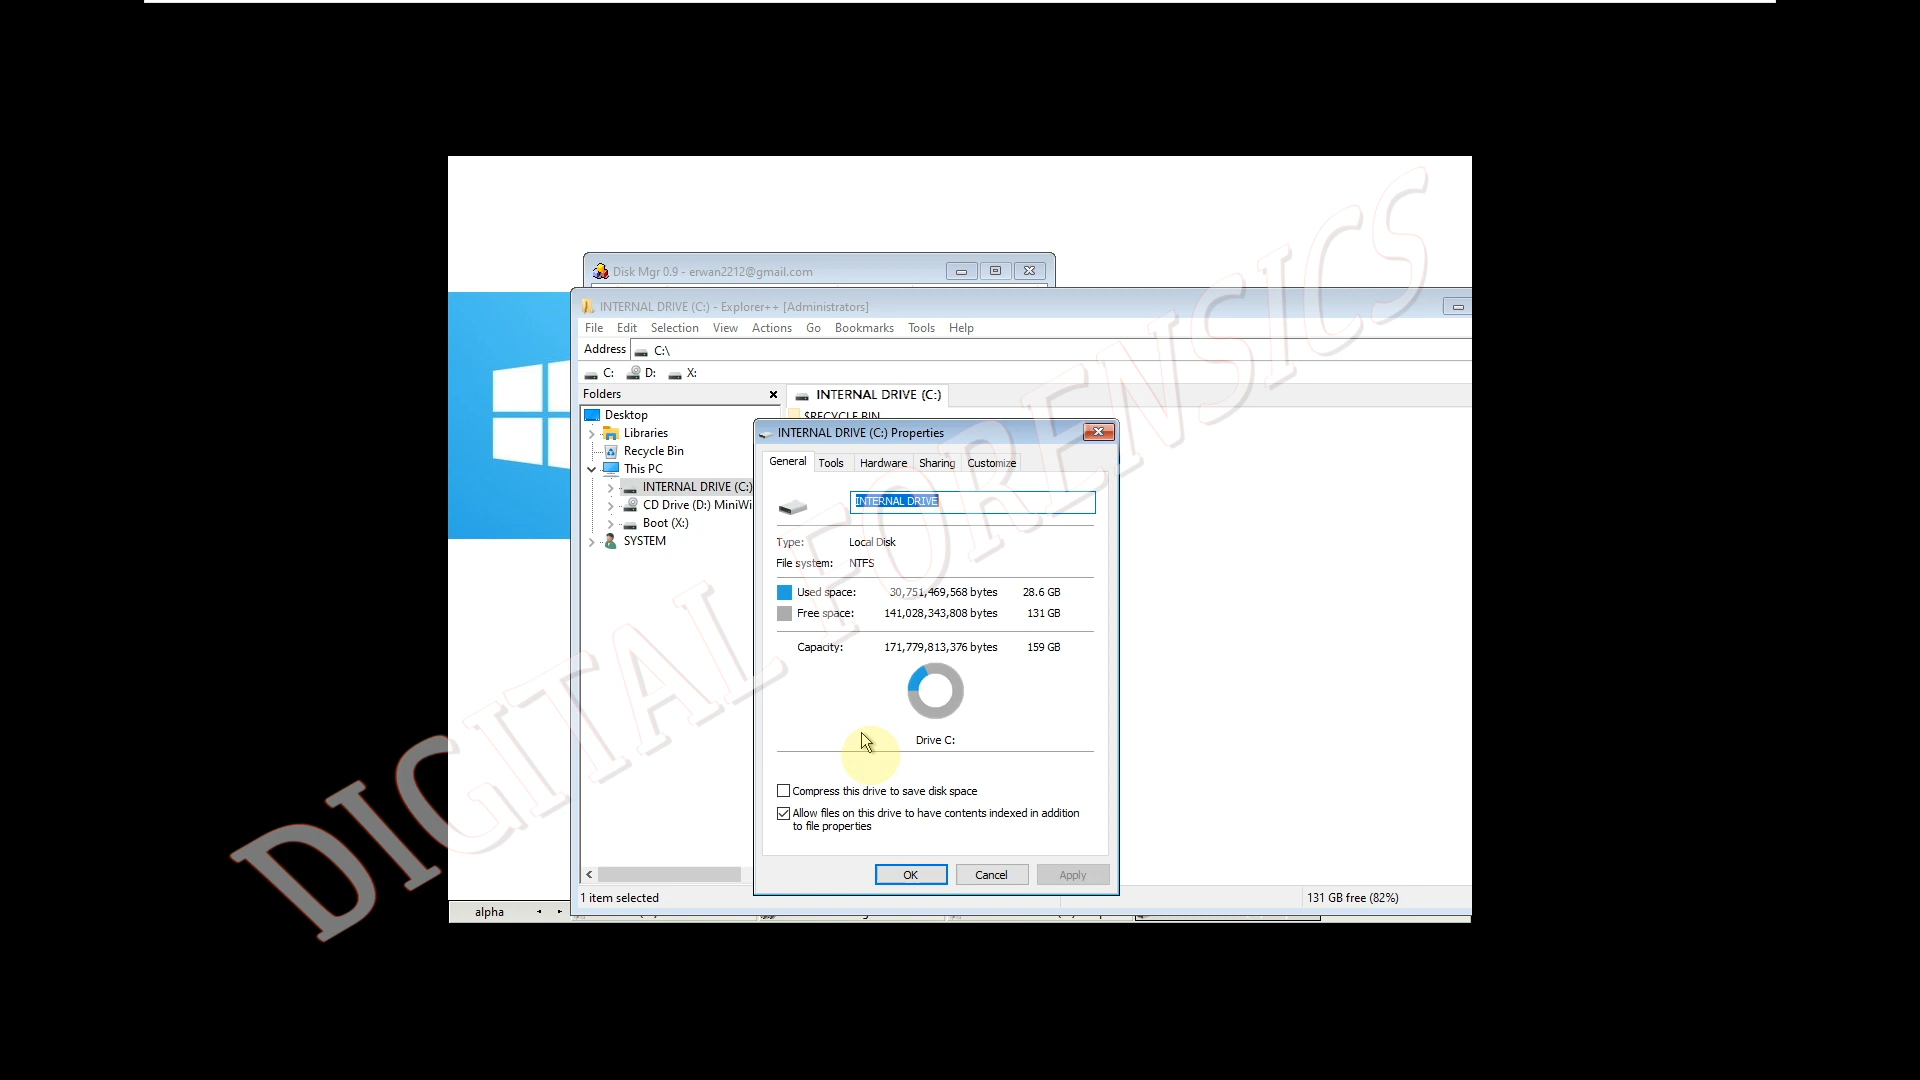 Disk Mgr 0.9 - erwan2212@gmail.com
INTERNAL DRIVE (C:) - Explorer++ [Administrators]
File Edit Selection View Actions Go Bookmarks Tools Help
Address C:\
C: D: X:
Folders
INTERNAL DRIVE (C:)
Desktop
$RECYCLE.BIN
Libraries
Recycle Bin
This PC
INTERNAL DRIVE (C:)
CD Drive (D:) MiniWi
Boot (X:)
SYSTEM
INTERNAL DRIVE (C:) Properties
General Tools Hardware Sharing Customize
INTERNAL DRIVE
Type: Local Disk
File system: NTFS
Used space: 30,751,469,568 bytes 28.6 GB
Free space: 141,028,343,808 bytes 131 GB
Capacity: 171,779,813,376 bytes 159 GB
Drive C:
Compress this drive to save disk space
Allow files on this drive to have contents indexed in addition
to file properties
OK Cancel Apply
1 item selected
131 GB free (82%)
alpha
DIGITAL FORENSICS